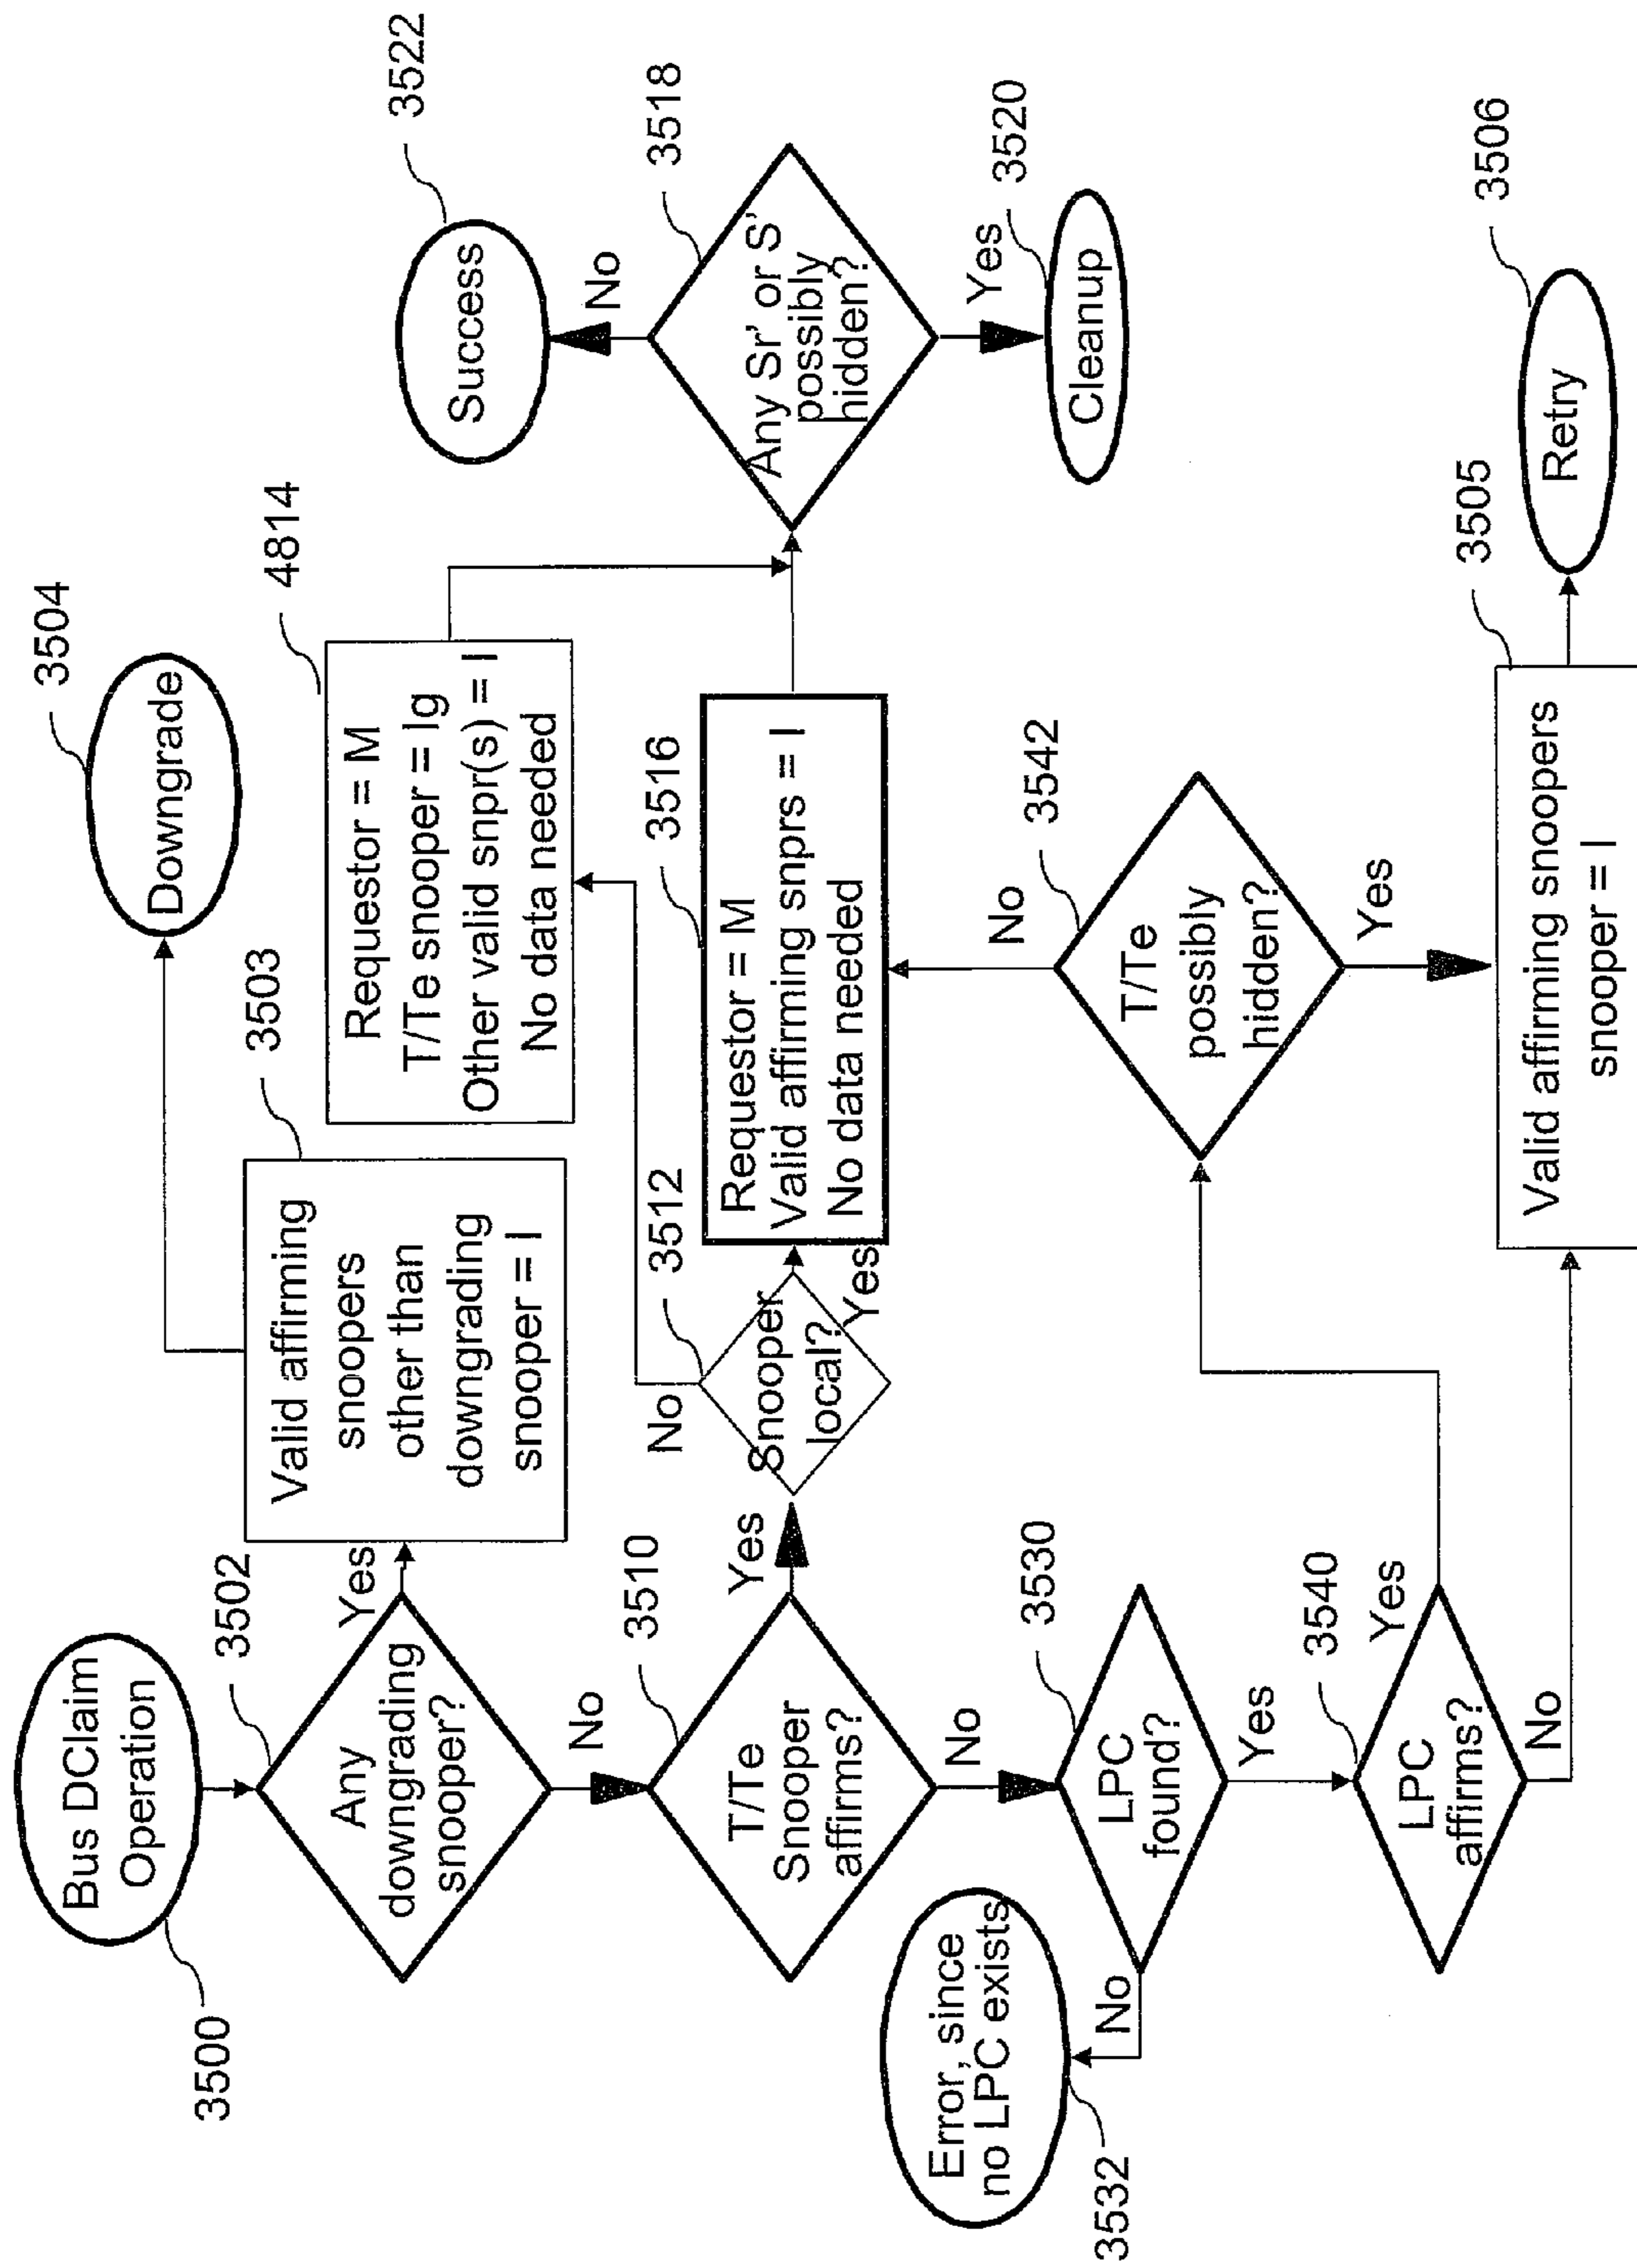 Bus DClaim
Operation
3500
Any
downgrading
snooper?
3502
Yes
No
Valid affirming
snoopers
other than
downgrading
snooper = I
3503
Downgrade
3504
T/Te
Snooper
affirms?
3510
Yes
No
Snooper
local?
3512
No
Yes
Requestor = M
T/Te snooper = Ig
Other valid snpr(s) = I
No data needed
4814
Requestor = M
Valid affirming snprs = I
No data needed
3516
Any Sr' or S'
possibly
hidden?
3518
No
Yes
Success
3522
Cleanup
3520
LPC
found?
3530
No
Yes
Error, since
no LPC exists
3532
LPC
affirms?
3540
Yes
No
T/Te
possibly
hidden?
3542
No
Yes
Valid affirming snoopers
snooper = I
3505
Retry
3506